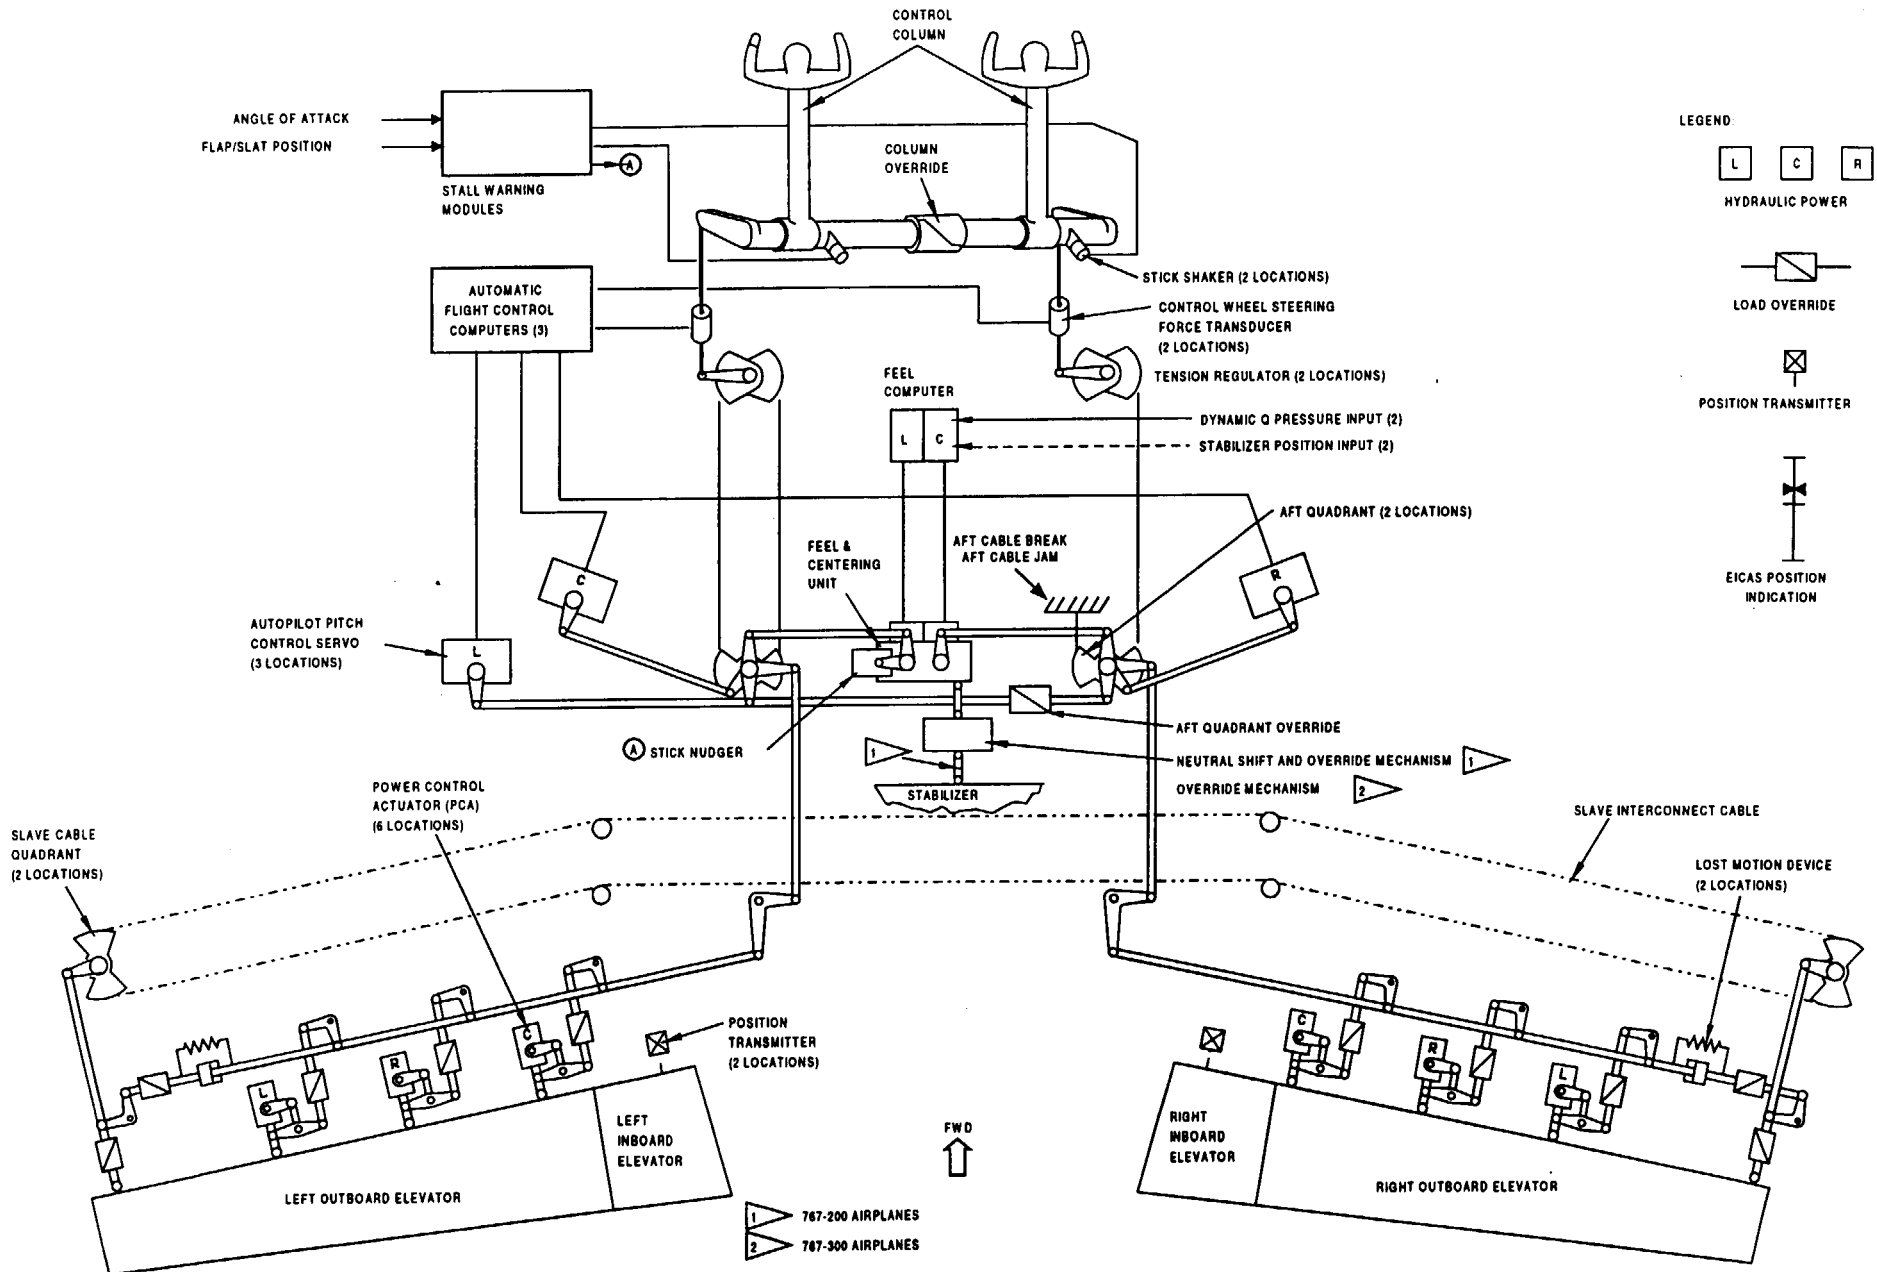 CONTROL
COLUMN
ANGLE OF ATTACK
FLAP/SLAT POSITION
A
STALL WARNING
MODULES
COLUMN
OVERRIDE
LEGEND
L
C
R
HYDRAULIC POWER
LOAD OVERRIDE
POSITION TRANSMITTER
EICAS POSITION
INDICATION
AUTOMATIC
FLIGHT CONTROL
COMPUTERS (3)
STICK SHAKER (2 LOCATIONS)
CONTROL WHEEL STEERING
FORCE TRANSDUCER
(2 LOCATIONS)
TENSION REGULATOR (2 LOCATIONS)
FEEL
COMPUTER
L
C
DYNAMIC Q PRESSURE INPUT (2)
STABILIZER POSITION INPUT (2)
AFT QUADRANT (2 LOCATIONS)
FEEL &
CENTERING
UNIT
AFT CABLE BREAK
AFT CABLE JAM
C
R
AUTOPILOT PITCH
CONTROL SERVO
(3 LOCATIONS)
L
A STICK NUDGER
AFT QUADRANT OVERRIDE
1
NEUTRAL SHIFT AND OVERRIDE MECHANISM 1
OVERRIDE MECHANISM 2
STABILIZER
POWER CONTROL
ACTUATOR (PCA)
(6 LOCATIONS)
SLAVE CABLE
QUADRANT
(2 LOCATIONS)
SLAVE INTERCONNECT CABLE
LOST MOTION DEVICE
(2 LOCATIONS)
POSITION
TRANSMITTER
(2 LOCATIONS)
L
R
C
C
R
L
LEFT
INBOARD
ELEVATOR
LEFT OUTBOARD ELEVATOR
FWD
RIGHT
INBOARD
ELEVATOR
RIGHT OUTBOARD ELEVATOR
1 767-200 AIRPLANES
2 767-300 AIRPLANES